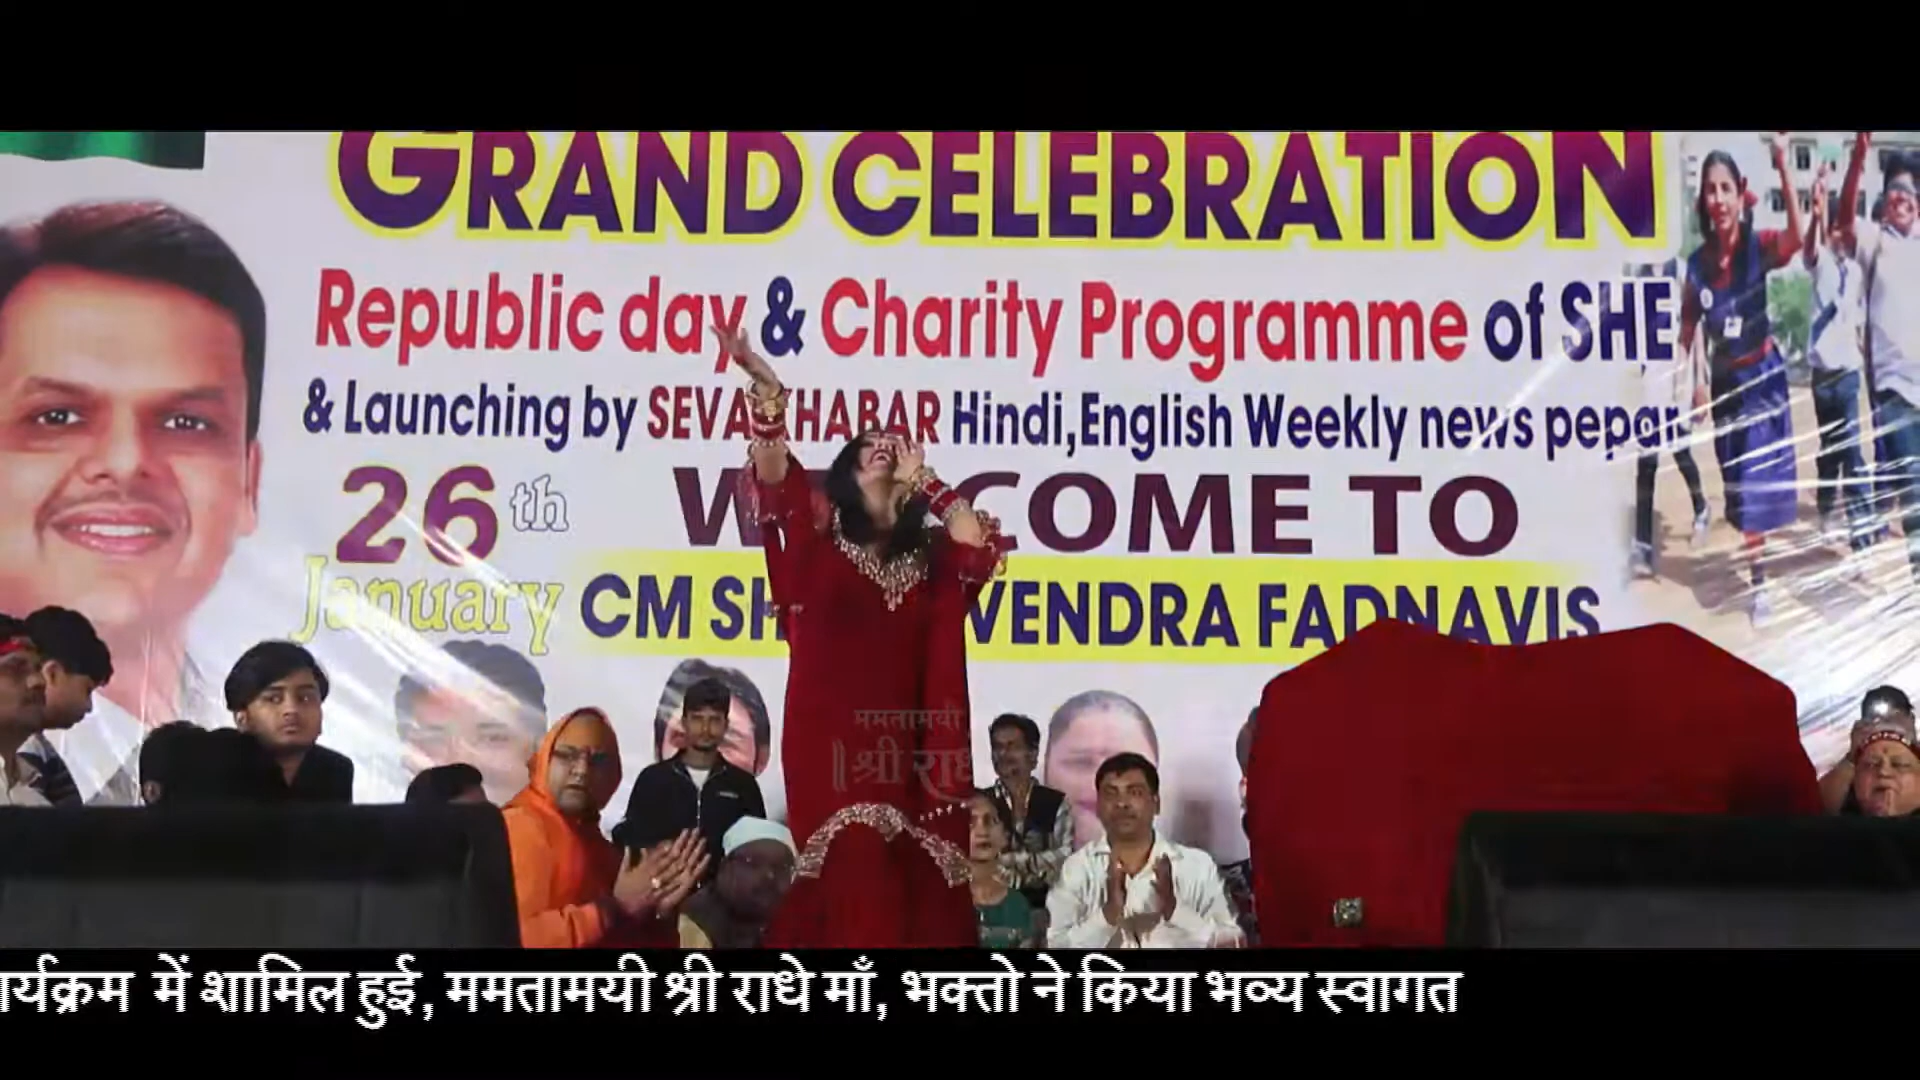 GRAND CELEBRATION
Republic day & Charity Programme of SHE
& Launching by SEVA KHABAR Hindi,English Weekly news pepar
26th WELCOME TO
January CM SH VENDRA FADNAVIS
ममतामयी
॥श्री राधे
र्यक्रम में शामिल हुई, ममतामयी श्री राधे माँ, भक्तो ने किया भव्य स्वागत